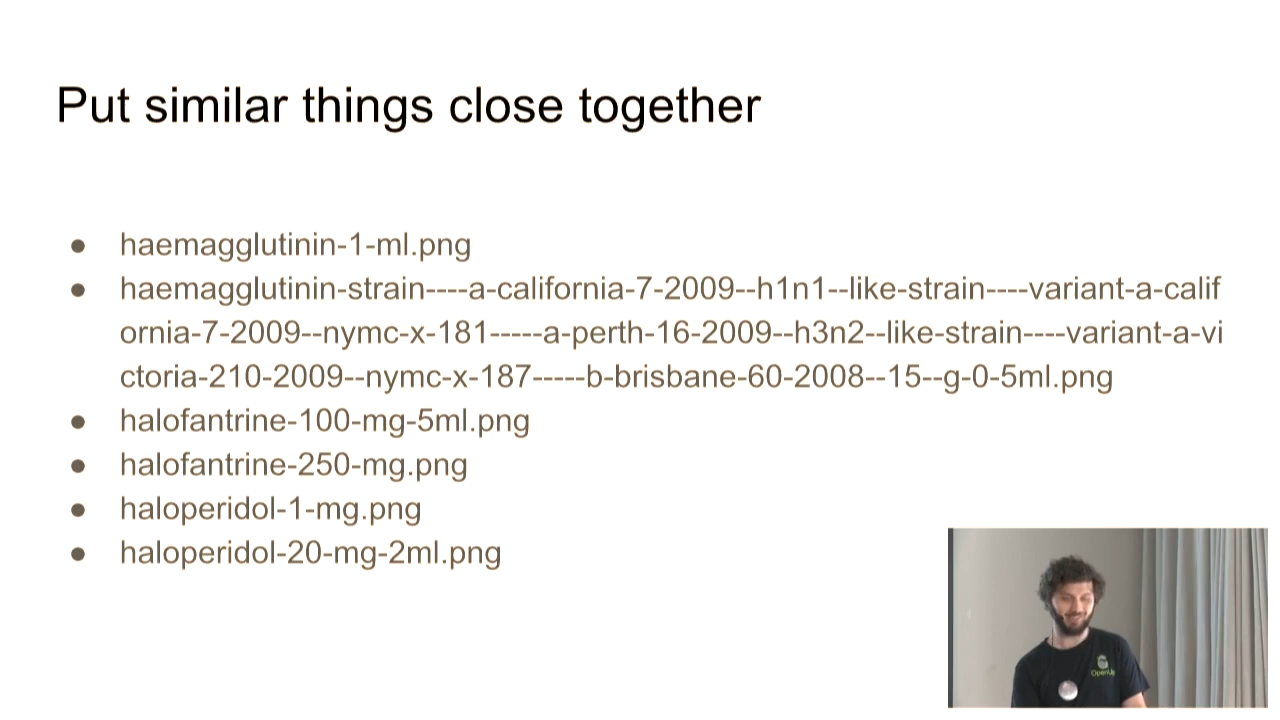 Put similar things close together
● haemagglutinin-1-ml.png
● haemagglutinin-strain----a-california-7-2009--h1n1--like-strain----variant-a-calif
ornia-7-2009--nymc-x-181-----a-perth-16-2009--h3n2--like-strain----variant-a-vi
ctoria-210-2009--nymc-x-187-----b-brisbane-60-2008--15--g-0-5ml.png
● halofantrine-100-mg-5ml.png
● halofantrine-250-mg.png
● haloperidol-1-mg.png
● haloperidol-20-mg-2ml.png